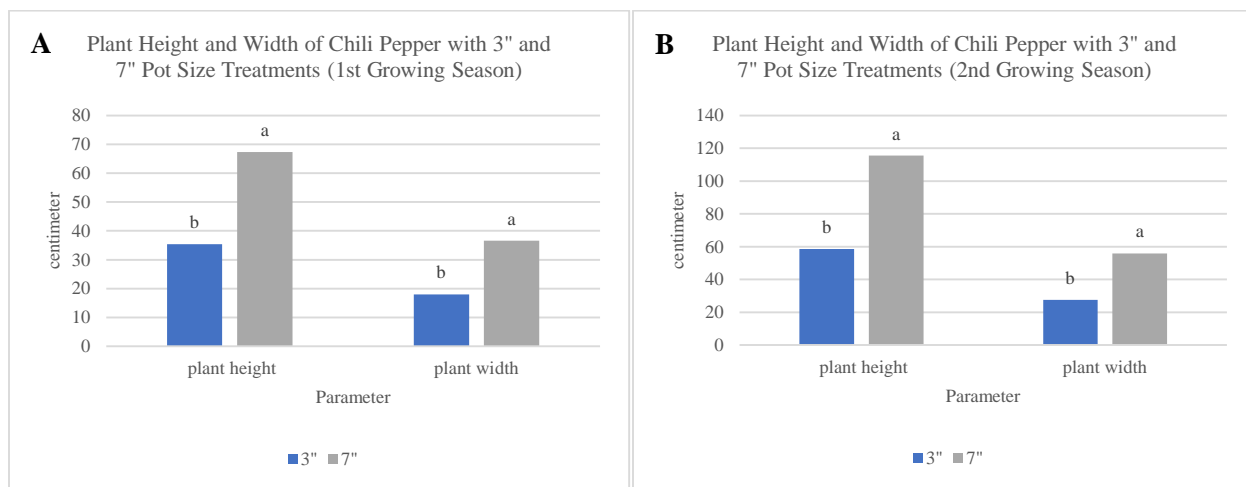 A
Plant Height and Width of Chili Pepper with 3" and
7" Pot Size Treatments (1st Growing Season)
80
70
60
50
40
30
20
10
0
centimeter
b
a
b
a
plant height
plant width
Parameter
3" 7"
B
Plant Height and Width of Chili Pepper with 3" and
7" Pot Size Treatments (2nd Growing Season)
140
120
100
80
60
40
20
0
centimeter
b
a
b
a
plant height
plant width
Parameter
3" 7"